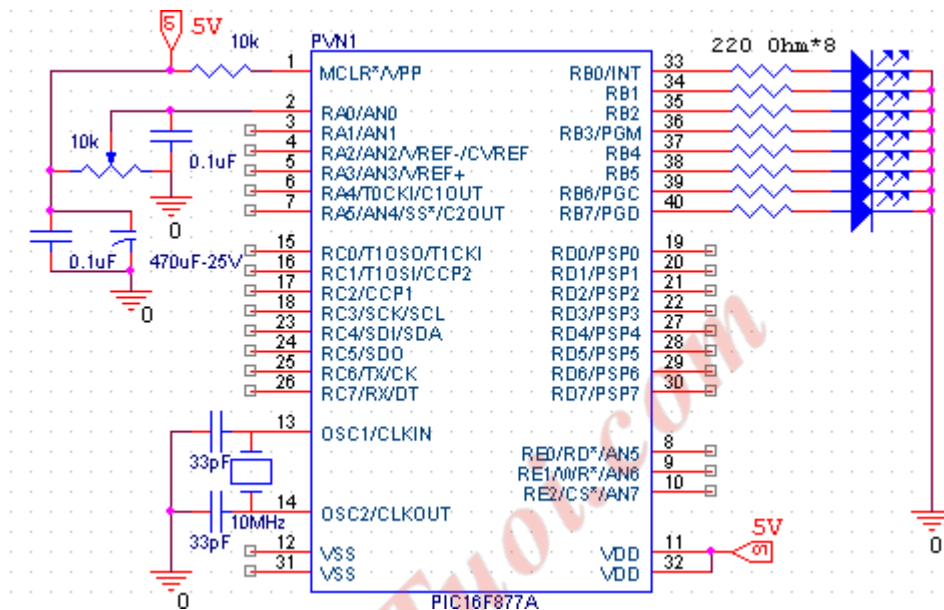 5V
5V
10k
PVN1
220 Ohm*8
1 MCLR*/VPP
RB0/INT 33
RB1 34
2 RA0/AN0
RB2 35
3 RA1/AN1
RB3/PGM 36
10k
4 RA2/AN2/VREF-/CVREF
RB4 37
0.1uF
5 RA3/AN3/VREF+
RB5 38
6 RA4/T0CKI/C1OUT
RB6/PGC 39
7 RA5/AN4/SS*/C2OUT
RB7/PGD 40
0
0.1uF
470uF-25V
15 RC0/T1OSO/T1CKI
RD0/PSP0 19
16 RC1/T1OSI/CCP2
RD1/PSP1 20
17 RC2/CCP1
RD2/PSP2 21
0
18 RC3/SCK/SCL
RD3/PSP3 22
23 RC4/SDI/SDA
RD4/PSP4 27
24 RC5/SDO
RD5/PSP5 28
25 RC6/TX/CK
RD6/PSP6 29
26 RC7/RX/DT
RD7/PSP7 30
13 OSC1/CLKIN
33pF
RE0/RD*/AN5 8
RE1/WR*/AN6 9
RE2/CS*/AN7 10
14 OSC2/CLKOUT
10MHz
33pF
5V
5V
12 VSS
VDD 11
31 VSS
VDD 32
0
0
PIC16F877A
Tuoi.com